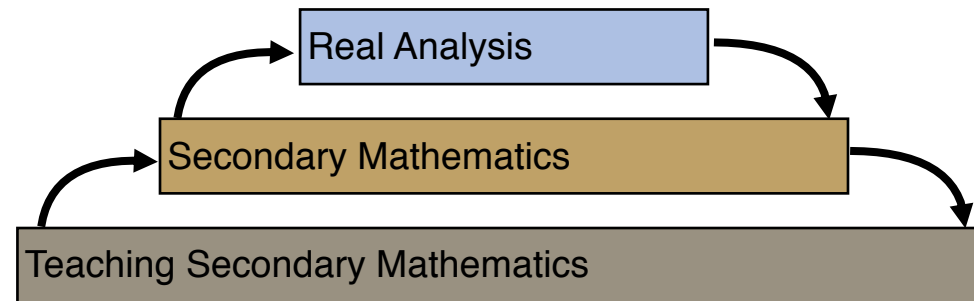 Real Analysis
Secondary Mathematics
Teaching Secondary Mathematics